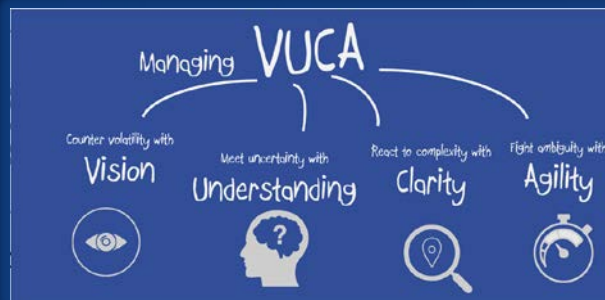 Managing VUCA
Counter volatility with
Vision
Meet uncertainty with
Understanding
?
React to complexity with
Clarity
Fight ambiguity with
Agility